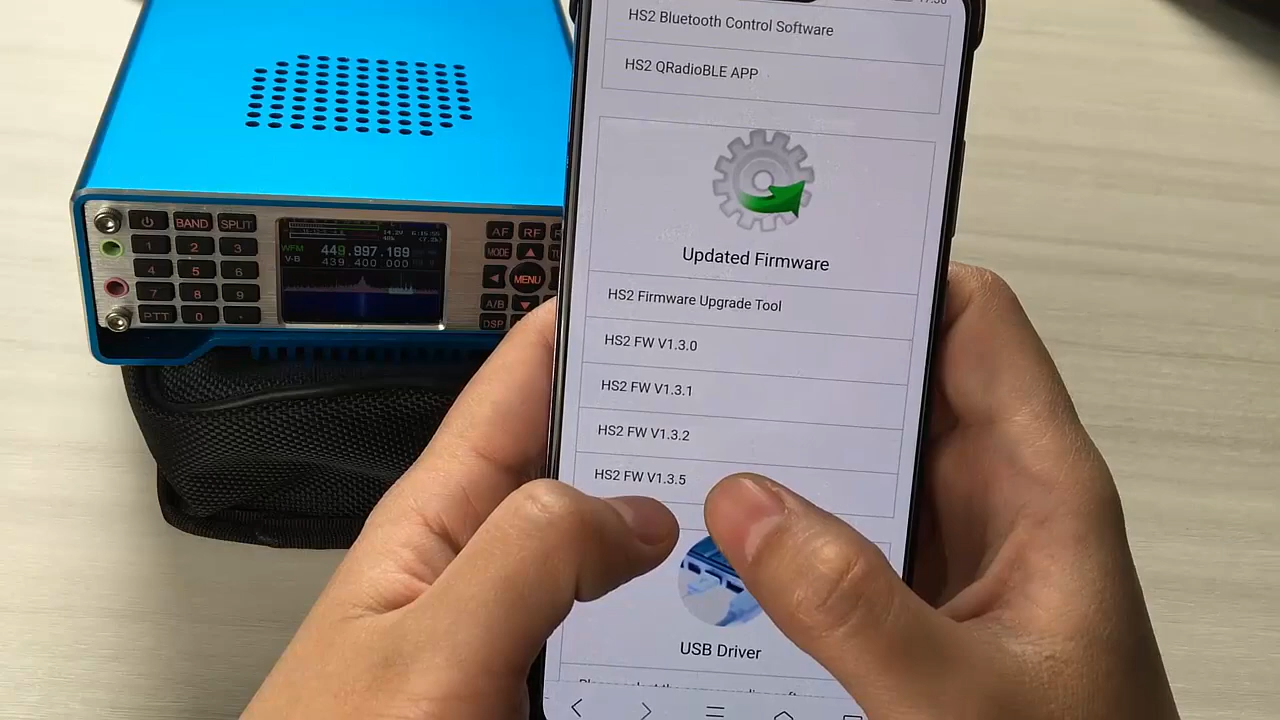 HS2 Bluetooth Control Software
HS2 QRadioBLE APP
Updated Firmware
HS2 Firmware Upgrade Tool
HS2 FW V1.3.0
HS2 FW V1.3.1
HS2 FW V1.3.2
HS2 FW V1.3.5
USB Driver
BAND SPLIT
1 2 3
4 5 6
7 8 9
PTT 0 .
14.2V
WFM 449.997.169
V-B 439 400 000
AF RF
MODE
MENU
A/B
DSP